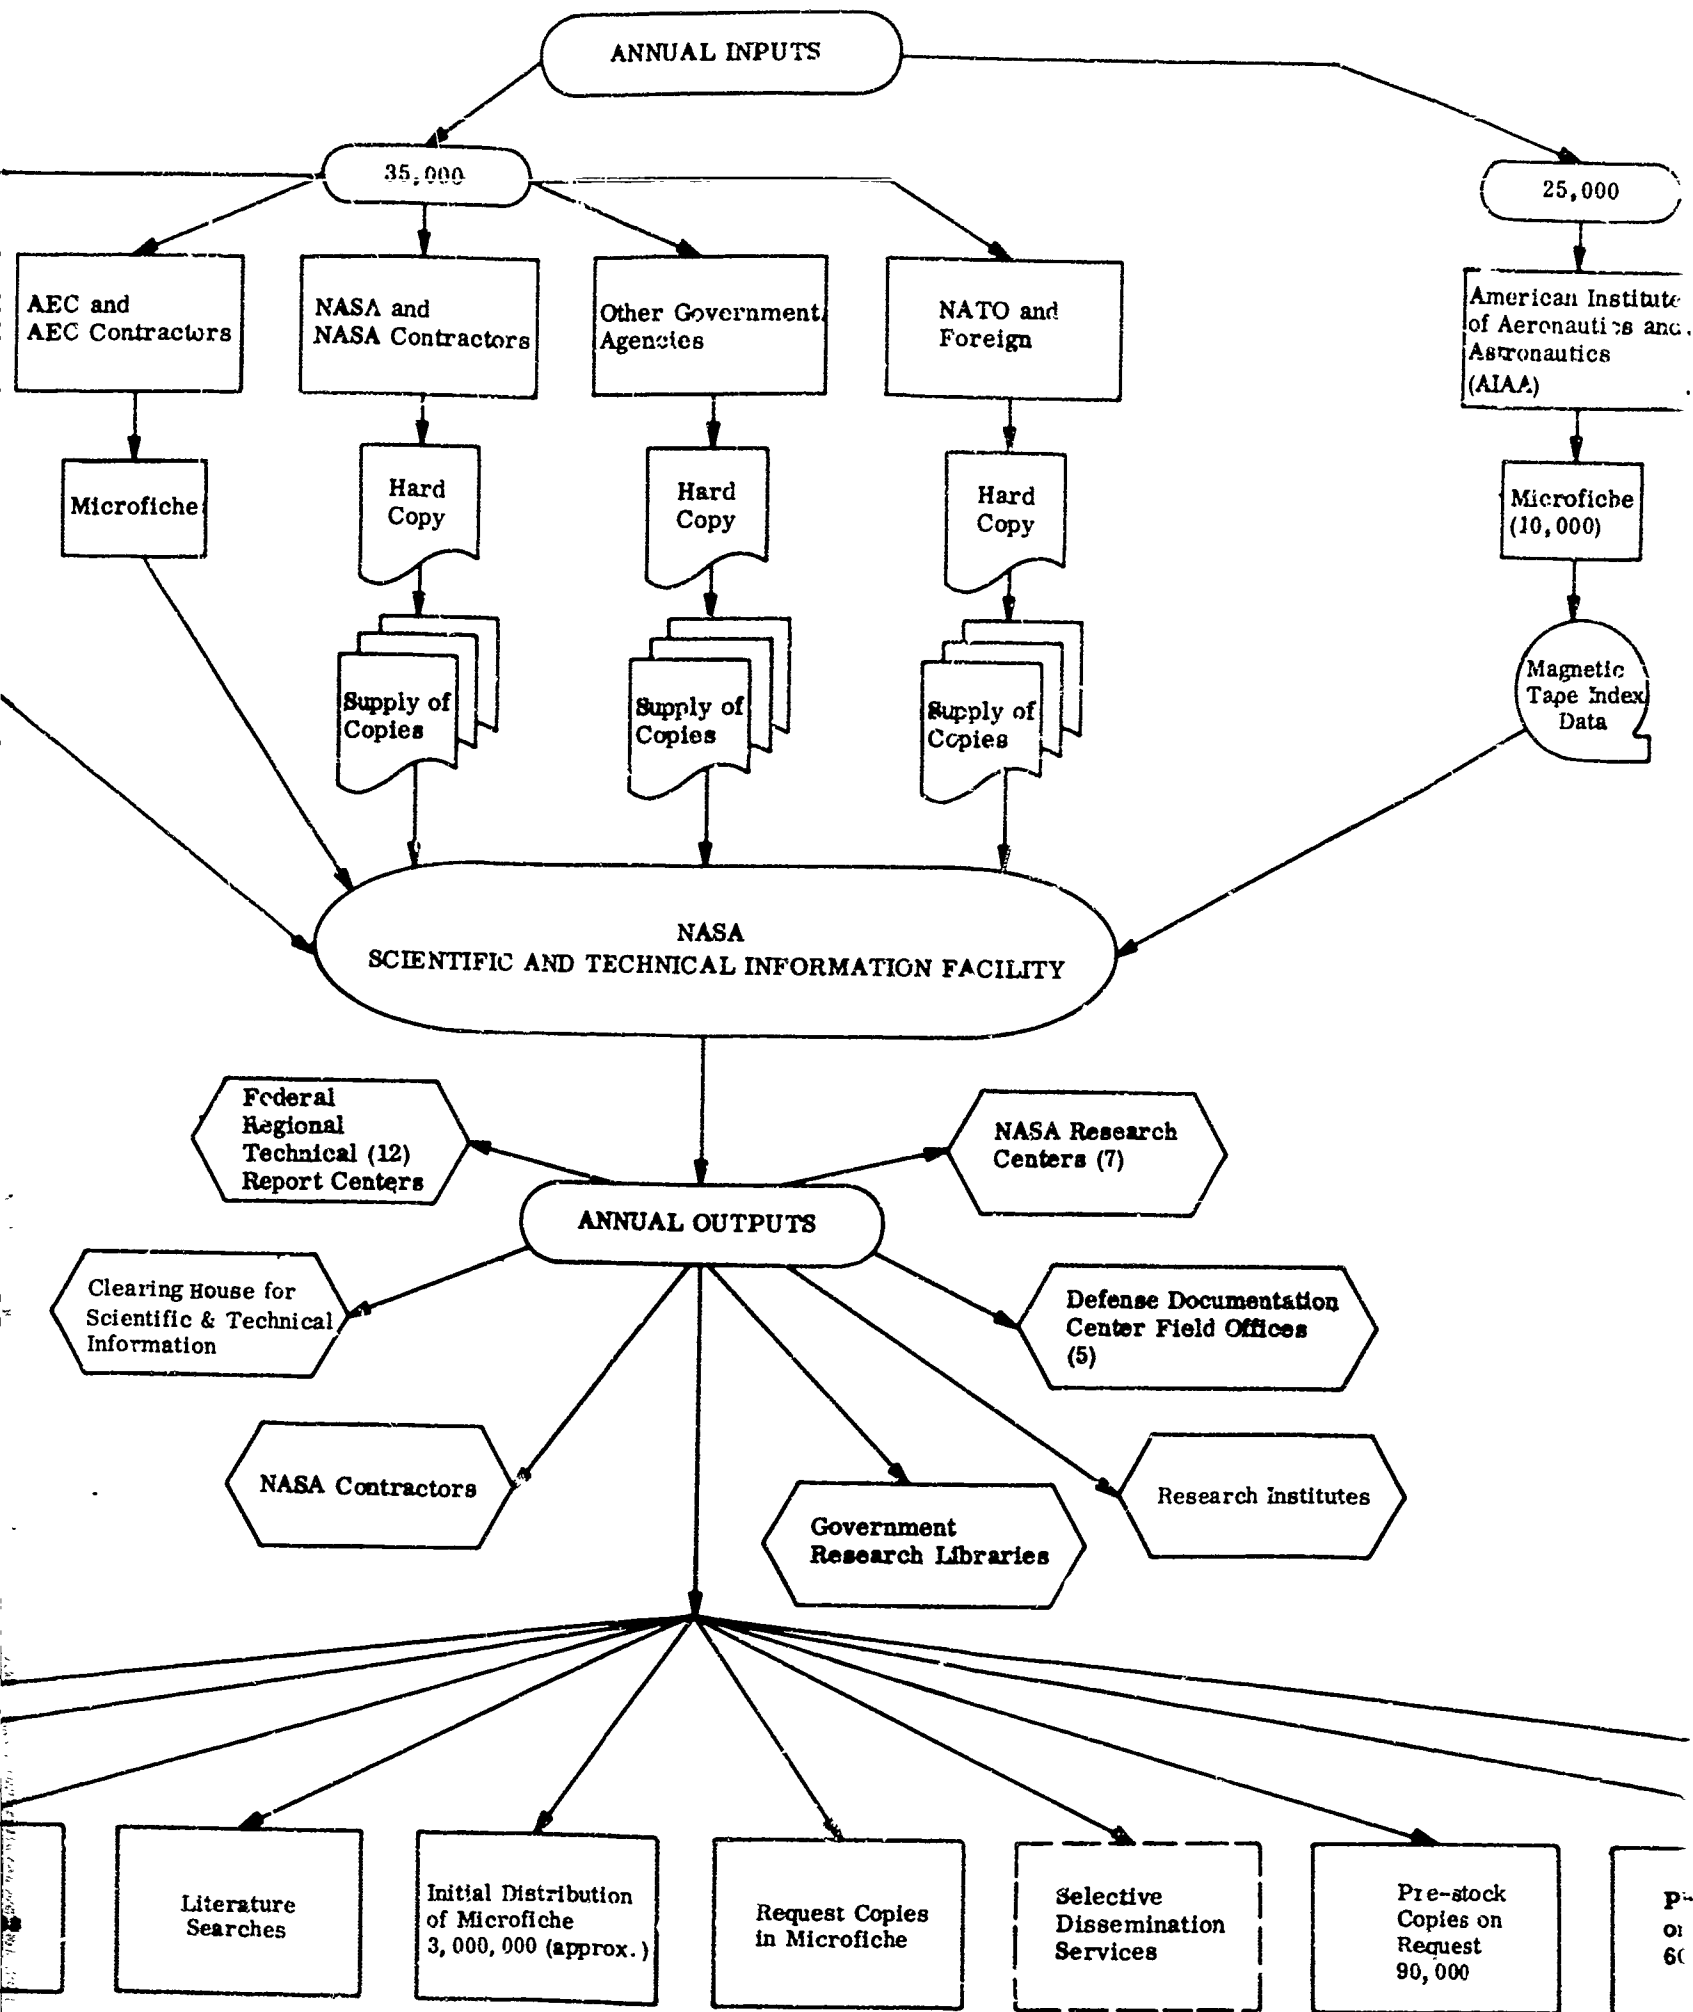 ANNUAL INPUTS
35,000
25,000
AEC and
AEC Contractors
NASA and
NASA Contractors
Other Government
Agencies
NATO and
Foreign
American Institute
of Aeronautics and
Astronautics
(AIAA)
Microfiche
Hard
Copy
Hard
Copy
Hard
Copy
Microfiche
(10,000)
Supply of
Copies
Supply of
Copies
Supply of
Copies
Magnetic
Tape Index
Data
NASA
SCIENTIFIC AND TECHNICAL INFORMATION FACILITY
Federal
Regional
Technical (12)
Report Centers
NASA Research
Centers (7)
ANNUAL OUTPUTS
Clearing House for
Scientific & Technical
Information
Defense Documentation
Center Field Offices
(5)
NASA Contractors
Government
Research Libraries
Research Institutes
Literature
Searches
Initial Distribution
of Microfiche
3,000,000 (approx.)
Request Copies
in Microfiche
Selective
Dissemination
Services
Pre-stock
Copies on
Request
90,000